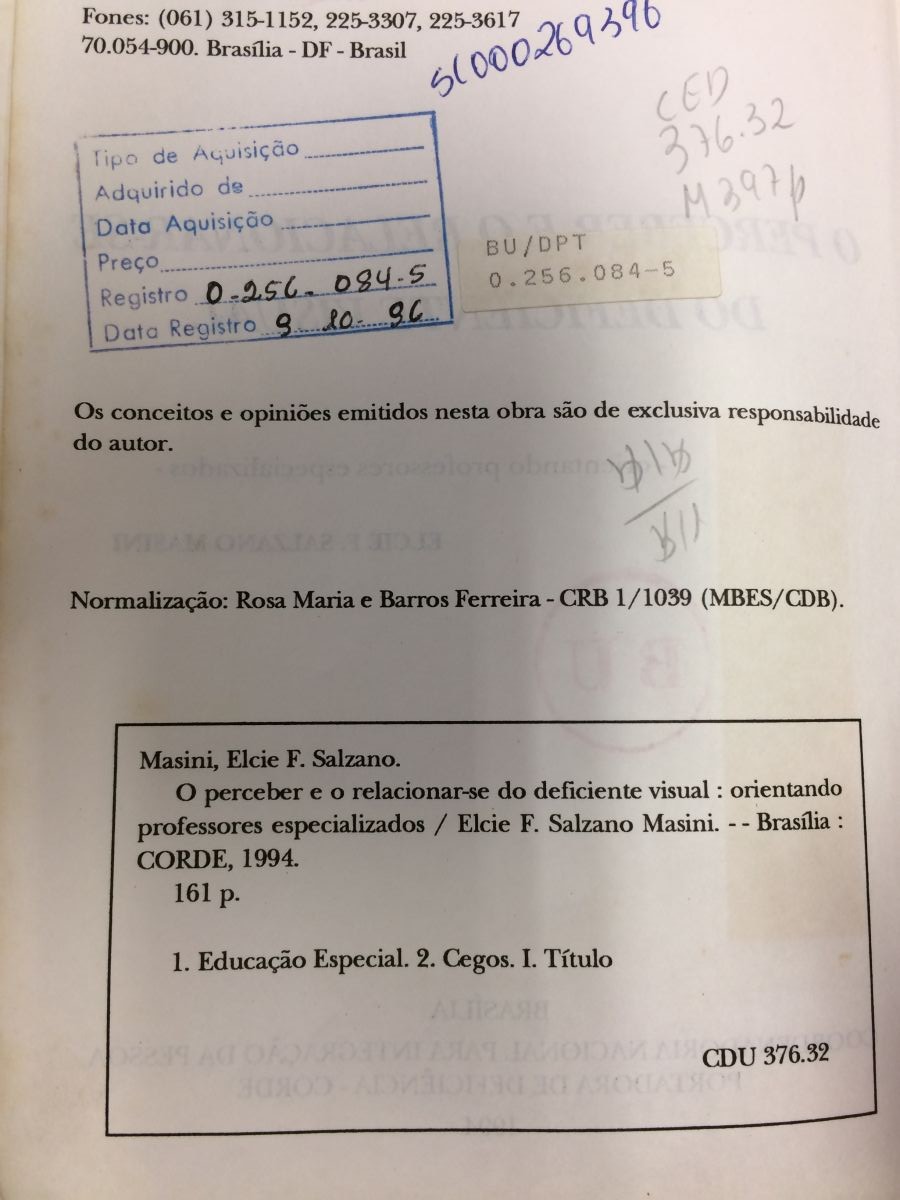 Fones: (061) 315-1152, 225-3307, 225-3617
70.054-900. Brasília - DF - Brasil
CED
376.32
M397p
Tipo de Aquisição
Adquirido de
Data Aquisição
Preço
Registro 0-256. 084-5
Data Registro 9 10 96
BU/DPT
0.256.084-5
Os conceitos e opiniões emitidos nesta obra são de exclusiva responsabilidade
do autor.
Normalização: Rosa Maria e Barros Ferreira - CRB 1/1039 (MBES/CDB).
Masini, Elcie F. Salzano.
O perceber e o relacionar-se do deficiente visual : orientando
professores especializados / Elcie F. Salzano Masini. - - Brasília :
CORDE, 1994.
161 p.
1. Educação Especial. 2. Cegos. I. Título
CDU 376.32